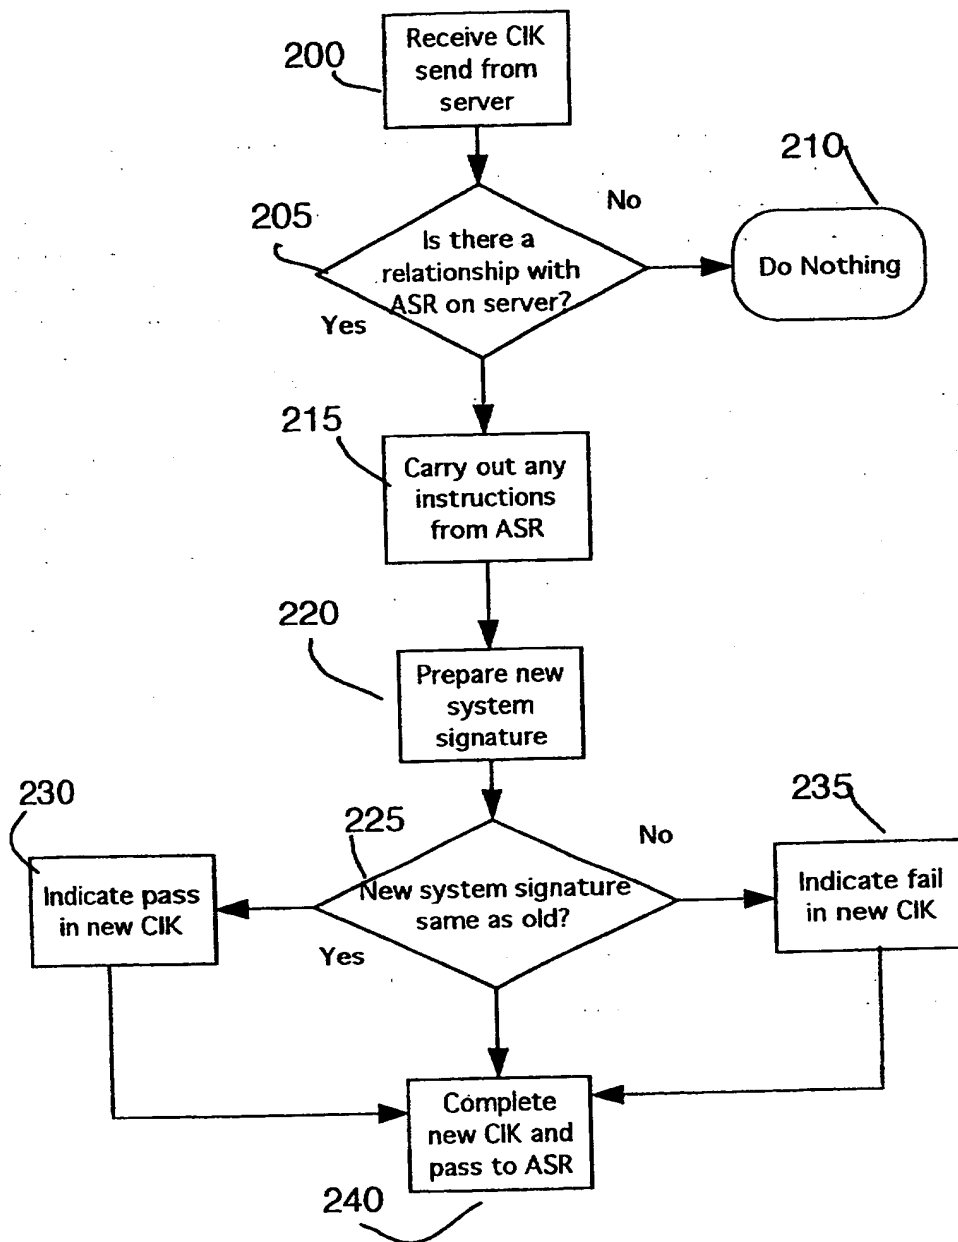 200
Receive CIK
send from
server
210
No
205
Is there a
relationship with
ASR on server?
Do Nothing
Yes
215
Carry out any
instructions
from ASR
220
Prepare new
system
signature
230
225
No
235
Indicate pass
in new CIK
New system signature
same as old?
Indicate fail
in new CIK
Yes
Complete
new CIK and
pass to ASR
240